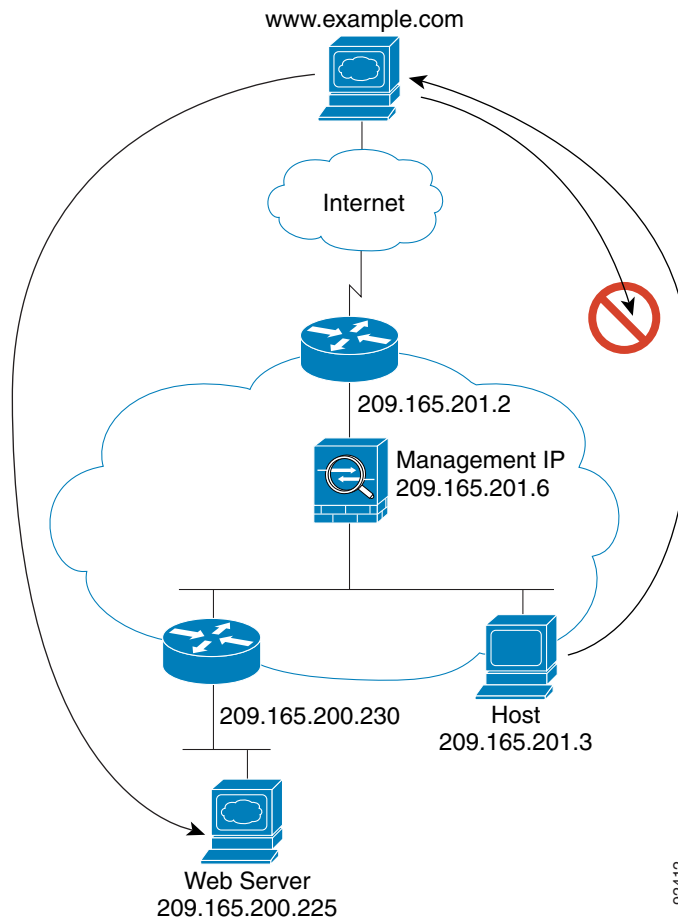 www.example.com
Internet
209.165.201.2
Management IP
209.165.201.6
209.165.200.230
Host
209.165.201.3
Web Server
209.165.200.225